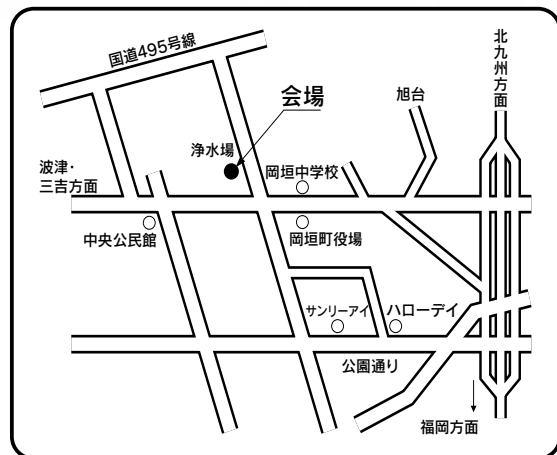 国道495号線
北九州方面
会場
旭台
浄水場
波津・
三吉方面
岡垣中学校
中央公民館
岡垣町役場
サンリーアイ
ハローデイ
公園通り
福岡方面